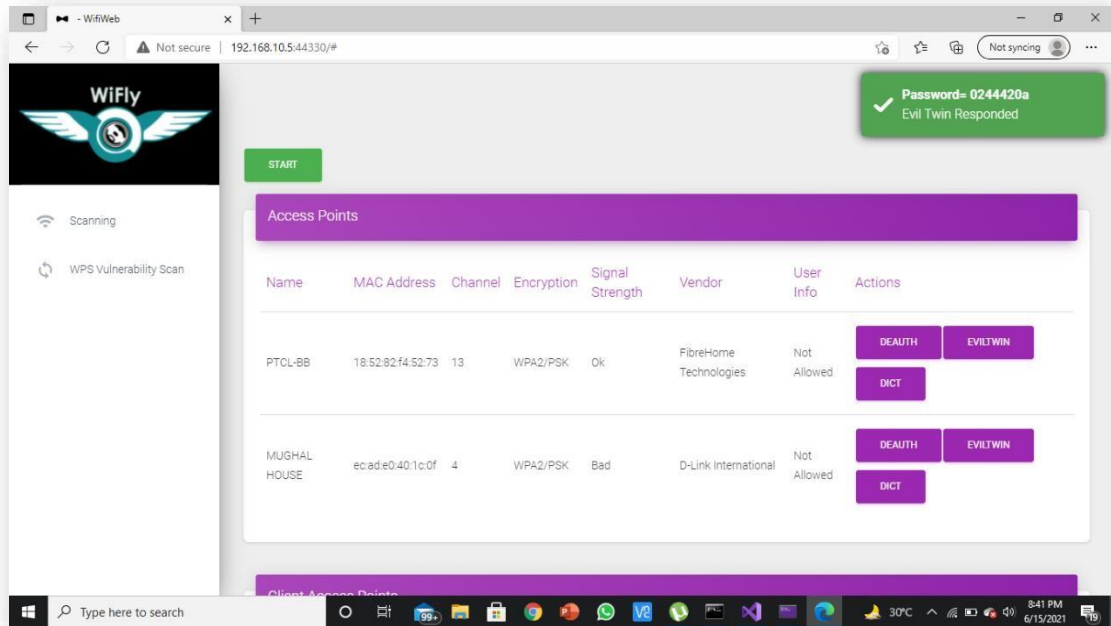 - WifiWeb
Not secure | 192.168.10.5:44330/#
Not syncing
WiFly
Password= 0244420a
Evil Twin Responded
START
Scanning
WPS Vulnerability Scan
Access Points
Name MAC Address Channel Encryption Signal Strength Vendor User Info Actions
PTCL-BB 18:52:82:f4:52:73 13 WPA2/PSK Ok FibreHome Technologies Not Allowed DEAUTH EVILTWIN
DICT
MUGHAL HOUSE ec:ad:e0:40:1c:0f 4 WPA2/PSK Bad D-Link International Not Allowed DEAUTH EVILTWIN
DICT
Client Access Points
Type here to search
99+
30°C
8:41 PM
6/15/2021
19